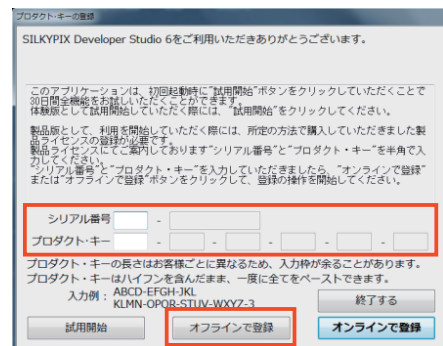 プロダクト・キーの登録
SILKYPIX Developer Studio 6をご利用いただきありがとうございます。
このアプリケーションは、初回起動時に"試用開始"ボタンをクリックしていただくことで
30日間全機能をお試しいただくことができます。
体験版として試用開始していただく際には、"試用開始"をクリックしてください。
製品版として、利用を開始していただく際には、所定の方法で購入していただきました製
品ライセンスの登録が必要です。
製品ライセンスにてご案内しております"シリアル番号"と"プロダクト・キー"を半角で入
力してください。
"シリアル番号"と"プロダクト・キー"を入力していただきましたら、"オンラインで登録"
または"オフラインで登録"ボタンをクリックして、登録の操作を開始してください。
シリアル番号 -
プロダクト・キー - - - - -
プロダクト・キーの長さはお客様ごとに異なるため、入力枠が余ることがあります。
プロダクト・キーはハイフンを含んだまま、一度に全てをペーストできます。
入力例： ABCD-EFGH-JKL
KLMN-OPQR-STUV-WXYZ-3
終了する
試用開始
オフラインで登録
オンラインで登録